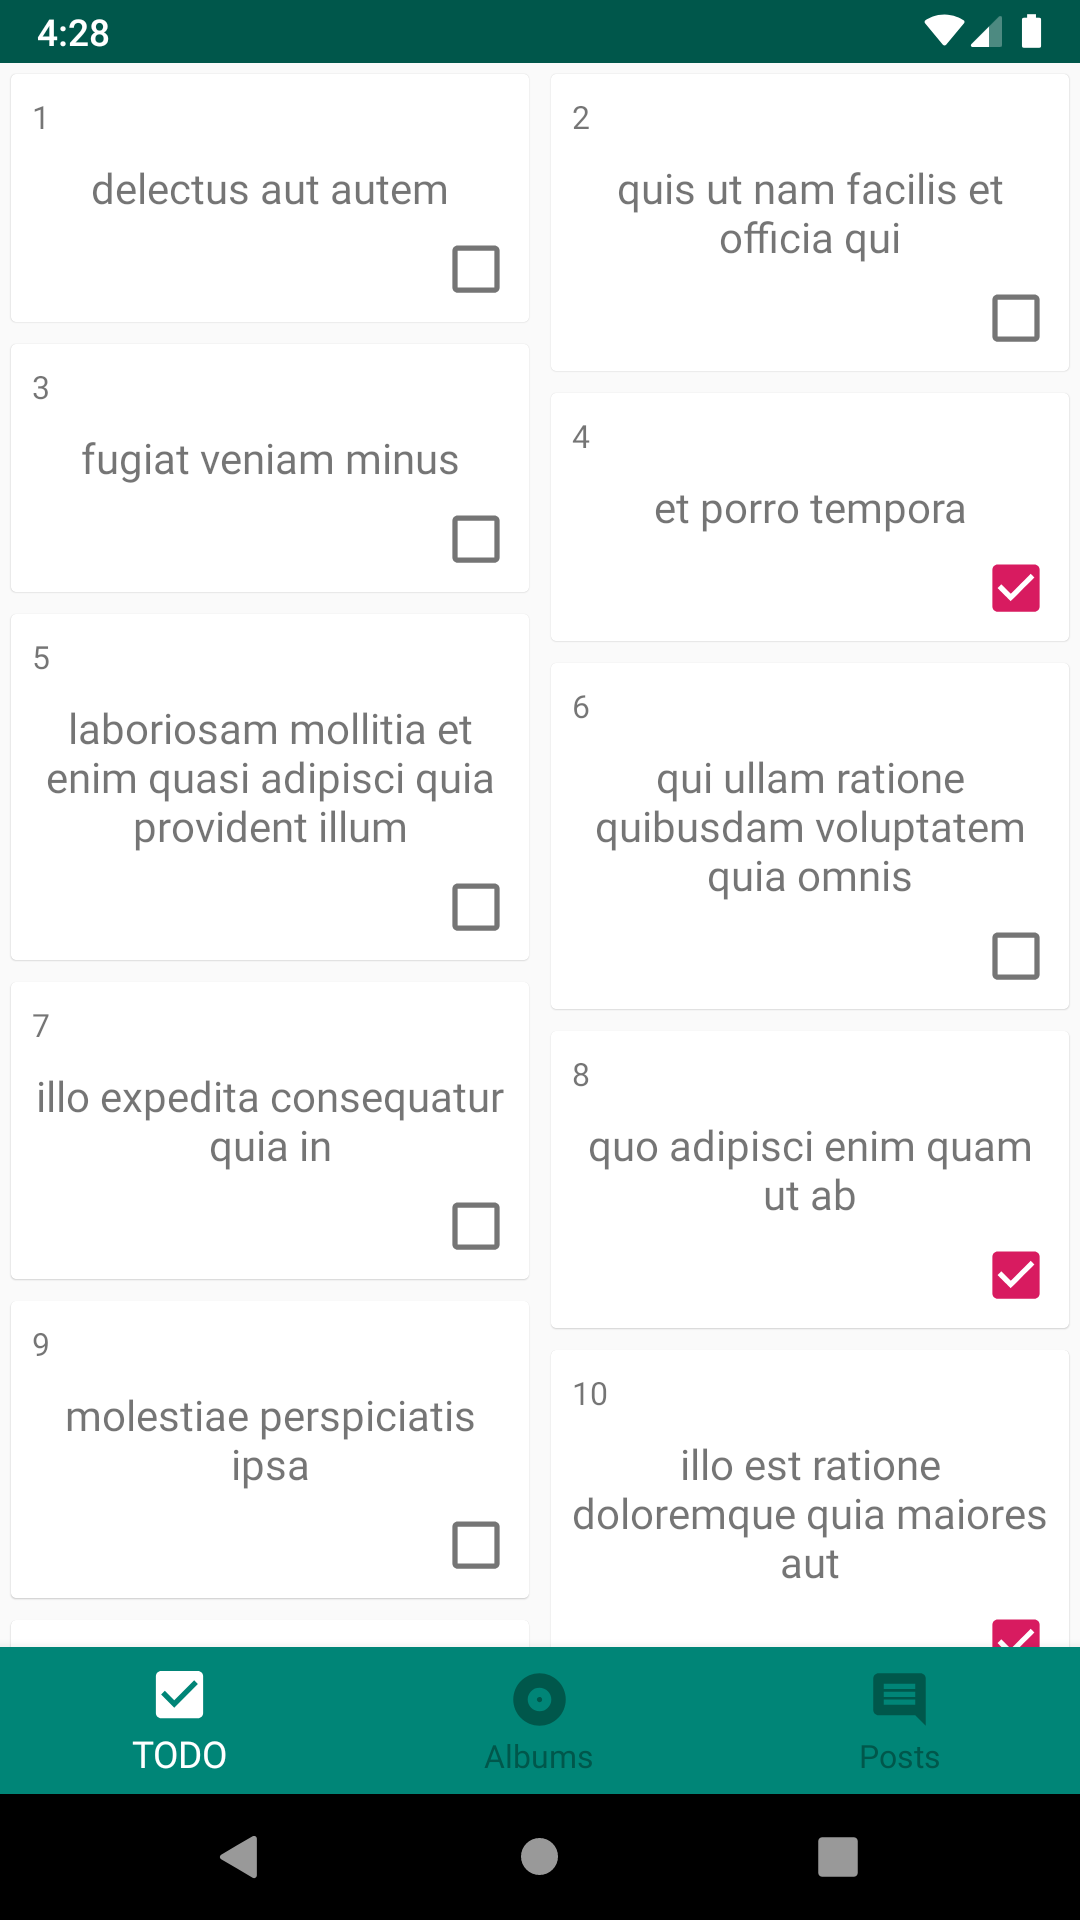 4:28
1
delectus aut autem
2
quis ut nam facilis et
officia qui
3
fugiat veniam minus
4
et porro tempora
5
laboriosam mollitia et
enim quasi adipisci quia
provident illum
6
qui ullam ratione
quibusdam voluptatem
quia omnis
7
illo expedita consequatur
quia in
8
quo adipisci enim quam
ut ab
9
molestiae perspiciatis
ipsa
10
illo est ratione
doloremque quia maiores
aut
TODO
Albums
Posts